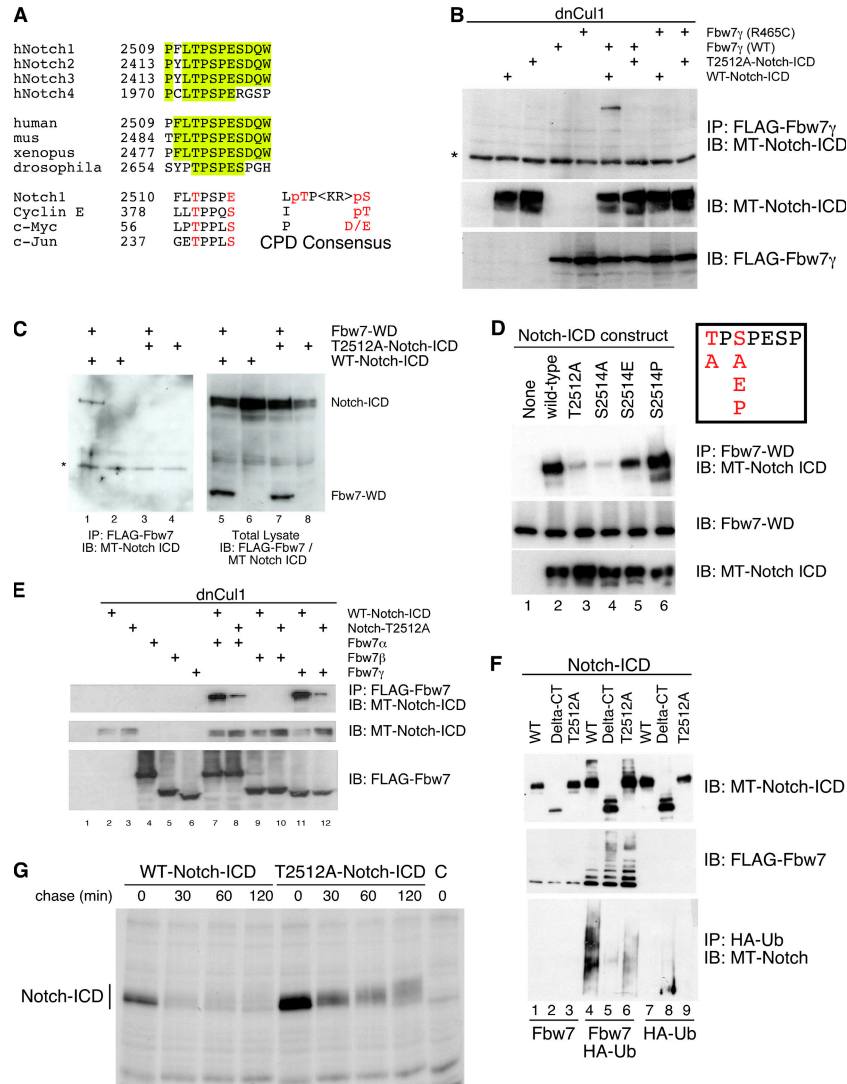 A
hNotch1 2509 PFLTPSPESDQW
hNotch2 2413 PYLTPSPESDQW
hNotch3 2413 PYLTPSPESDQW
hNotch4 1970 PCLTPSPERGSP
human 2509 PFLTPSPESDQW
mus 2484 TFLTPSPESDQW
xenopus 2477 PFLTPSPESDQW
drosophila 2654 SYPTPSPESPGH
Notch1 2510 FLTPSPE LpTP<KR>pS
Cyclin E 378 LLTPPQS I pT
c-Myc 56 LPTPPLS P D/E
c-Jun 237 GETPPLS CPD Consensus
B
dnCul1
+ + Fbw7γ (R465C)
+ + + Fbw7γ (WT)
+ + + T2512A-Notch-ICD
+ + + WT-Notch-ICD
IP: FLAG-Fbw7γ
IB: MT-Notch-ICD
*
IB: MT-Notch-ICD
IB: FLAG-Fbw7γ
C
+ + + + Fbw7-WD
+ + + + T2512A-Notch-ICD
+ + + + WT-Notch-ICD
Notch-ICD
*
Fbw7-WD
1 2 3 4 5 6 7 8
IP: FLAG-Fbw7
IB: MT-Notch ICD
Total Lysate
IB: FLAG-Fbw7 /
MT Notch ICD
D
Notch-ICD construct
None
wild-type
T2512A
S2514A
S2514E
S2514P
TPSPESP
A A
E
P
IP: Fbw7-WD
IB: MT-Notch ICD
IB: Fbw7-WD
IB: MT-Notch ICD
1 2 3 4 5 6
E
dnCul1
+ + + + WT-Notch-ICD
+ + + + Notch-T2512A
+ + + Fbw7α
+ + + Fbw7β
+ + + Fbw7γ
IP: FLAG-Fbw7
IB: MT-Notch-ICD
IB: MT-Notch-ICD
IB: FLAG-Fbw7
1 2 3 4 5 6 7 8 9 10 11 12
F
Notch-ICD
WT
Delta-CT
T2512A
WT
Delta-CT
T2512A
WT
Delta-CT
T2512A
IB: MT-Notch-ICD
IB: FLAG-Fbw7
IP: HA-Ub
IB: MT-Notch
1 2 3 4 5 6 7 8 9
Fbw7 Fbw7 HA-Ub
HA-Ub
G
WT-Notch-ICD T2512A-Notch-ICD C
chase (min) 0 30 60 120 0 30 60 120 0
Notch-ICD